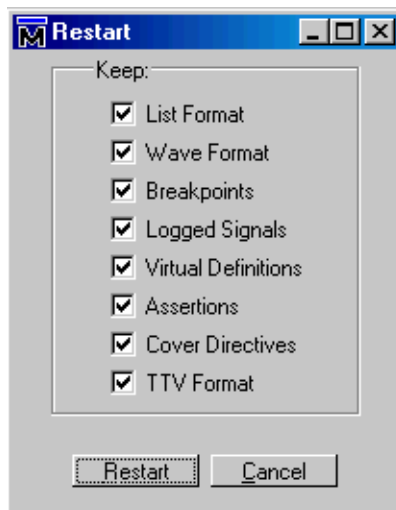 Restart
Keep:
List Format
Wave Format
Breakpoints
Logged Signals
Virtual Definitions
Assertions
Cover Directives
TTV Format
Restart Cancel